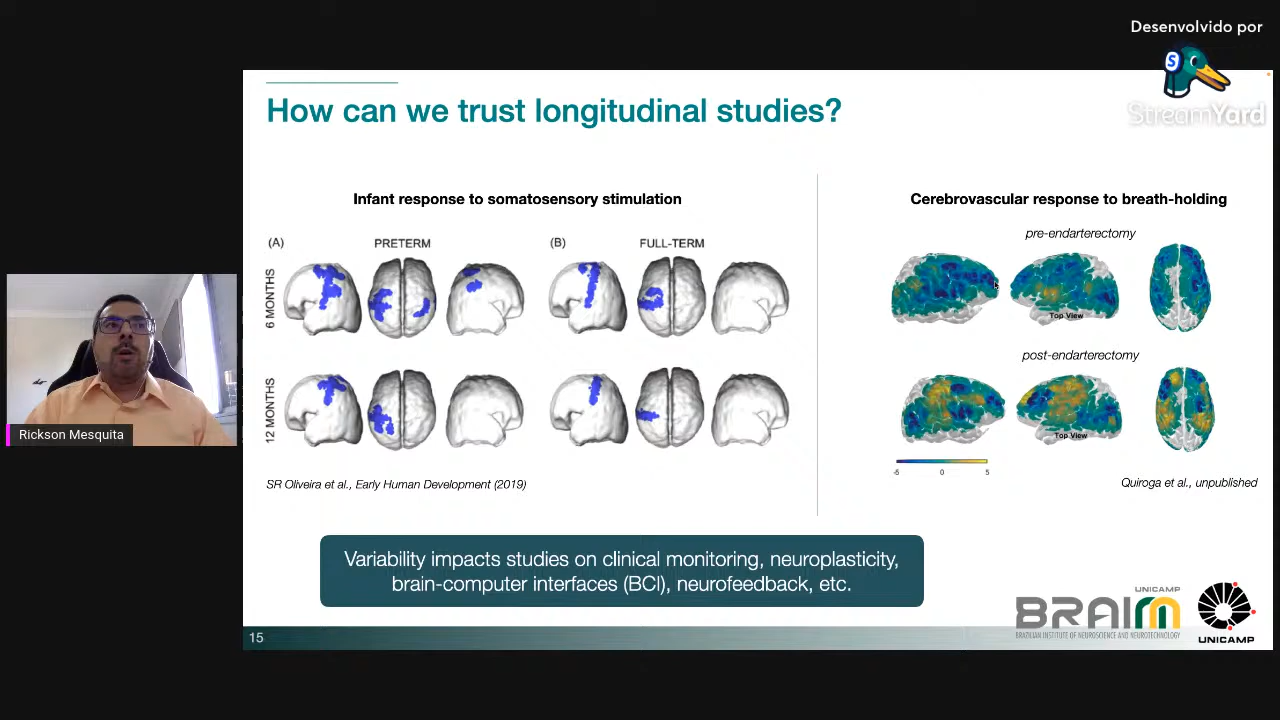 Desenvolvido por
S
StreamYard
How can we trust longitudinal studies?
Infant response to somatosensory stimulation
(A)
PRETERM
(B)
FULL-TERM
6 MONTHS
12 MONTHS
SR Oliveira et al., Early Human Development (2019)
Cerebrovascular response to breath-holding
pre-endarterectomy
Top View
post-endarterectomy
Top View
-5 0 5
Quiroga et al., unpublished
Rickson Mesquita
Variability impacts studies on clinical monitoring, neuroplasticity,
brain-computer interfaces (BCI), neurofeedback, etc.
UNICAMP
BRAINN
BRAZILIAN INSTITUTE OF NEUROSCIENCE AND NEUROTECHNOLOGY
UNICAMP
15